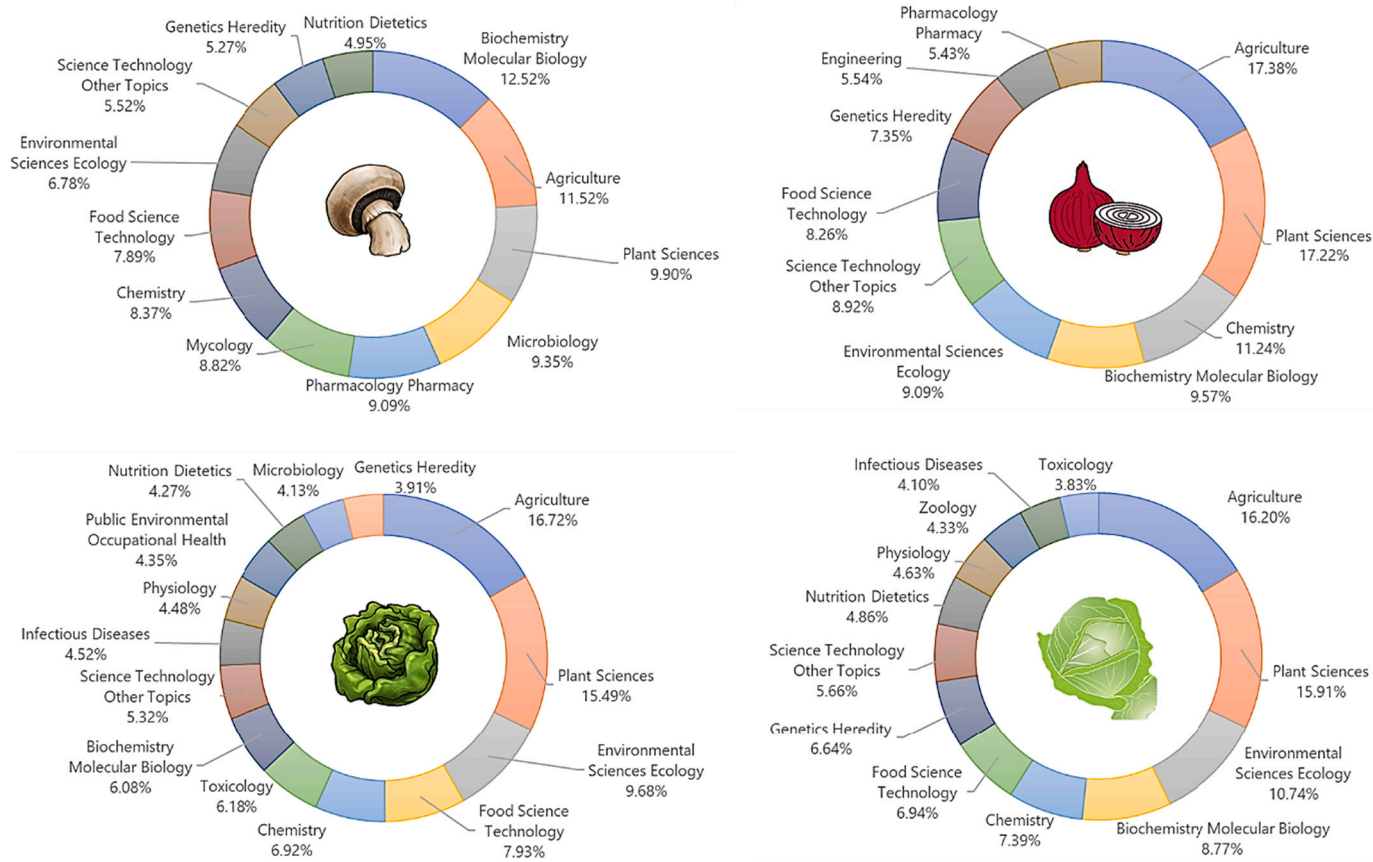 Nutrition Dietetics
4.95%
Biochemistry
Molecular Biology
12.52%
Agriculture
11.52%
Plant Sciences
9.90%
Microbiology
9.35%
Pharmacology Pharmacy
9.09%
Mycology
8.82%
Chemistry
8.37%
Food Science
Technology
7.89%
Environmental
Sciences Ecology
6.78%
Science Technology
Other Topics
5.52%
Genetics Heredity
5.27%
Pharmacology
Pharmacy
5.43%
Agriculture
17.38%
Plant Sciences
17.22%
Chemistry
11.24%
Biochemistry Molecular Biology
9.57%
Environmental Sciences
Ecology
9.09%
Science Technology
Other Topics
8.92%
Food Science
Technology
8.26%
Genetics Heredity
7.35%
Engineering
5.54%
Genetics Heredity
3.91%
Agriculture
16.72%
Plant Sciences
15.49%
Environmental
Sciences Ecology
9.68%
Food Science
Technology
7.93%
Chemistry
6.92%
Toxicology
6.18%
Biochemistry
Molecular Biology
6.08%
Science Technology
Other Topics
5.32%
Infectious Diseases
4.52%
Physiology
4.48%
Public Environmental
Occupational Health
4.35%
Nutrition Dietetics
4.27%
Microbiology
4.13%
Toxicology
3.83%
Agriculture
16.20%
Plant Sciences
15.91%
Environmental
Sciences Ecology
10.74%
Biochemistry Molecular Biology
8.77%
Chemistry
7.39%
Food Science
Technology
6.94%
Genetics Heredity
6.64%
Science Technology
Other Topics
5.66%
Nutrition Dietetics
4.86%
Physiology
4.63%
Zoology
4.33%
Infectious Diseases
4.10%